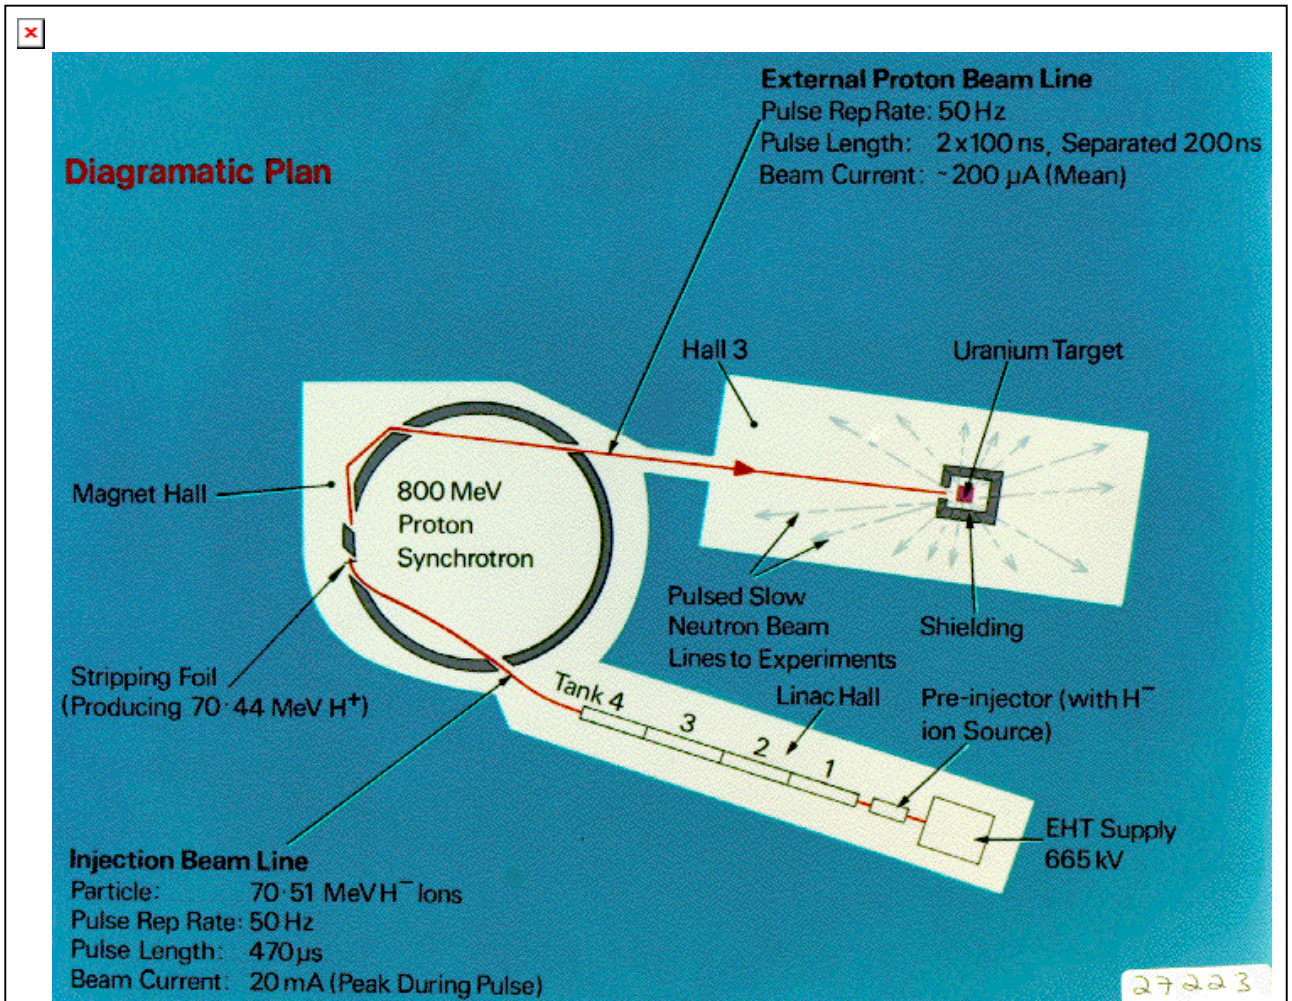 External Proton Beam Line
Pulse Rep Rate: 50 Hz
Pulse Length: 2x100 ns, Separated 200ns
Beam Current: ~200 µA (Mean)
Diagramatic Plan
Hall 3
Uranium Target
Magnet Hall
800 MeV
Proton
Synchrotron
Pulsed Slow
Neutron Beam
Lines to Experiments
Shielding
Stripping Foil
(Producing 70·44 MeV H⁺)
Tank 4
3
2
1
Linac Hall
Pre-injector (with H⁻
ion Source)
EHT Supply
665 kV
Injection Beam Line
Particle: 70·51 MeV H⁻ Ions
Pulse Rep Rate: 50 Hz
Pulse Length: 470µs
Beam Current: 20 mA (Peak During Pulse)
27223